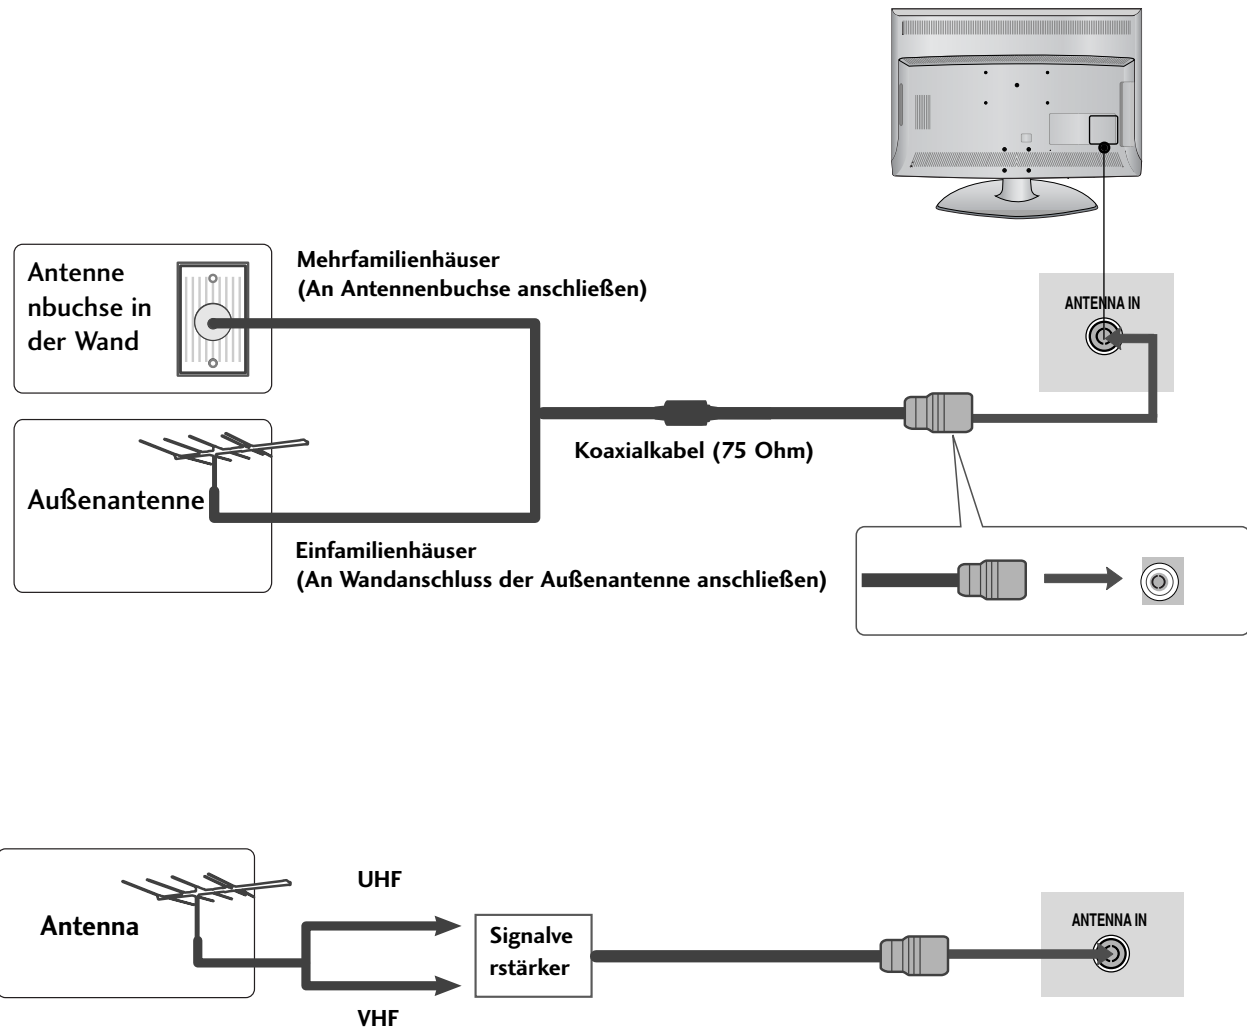 Mehrfamilienhäuser
(An Antennenbuchse anschließen)
Antenne
nbuchse in
der Wand
ANTENNA IN
Koaxialkabel (75 Ohm)
Außenantenne
Einfamilienhäuser
(An Wandanschluss der Außenantenne anschließen)
UHF
Antenna
Signalve
rstärker
ANTENNA IN
VHF